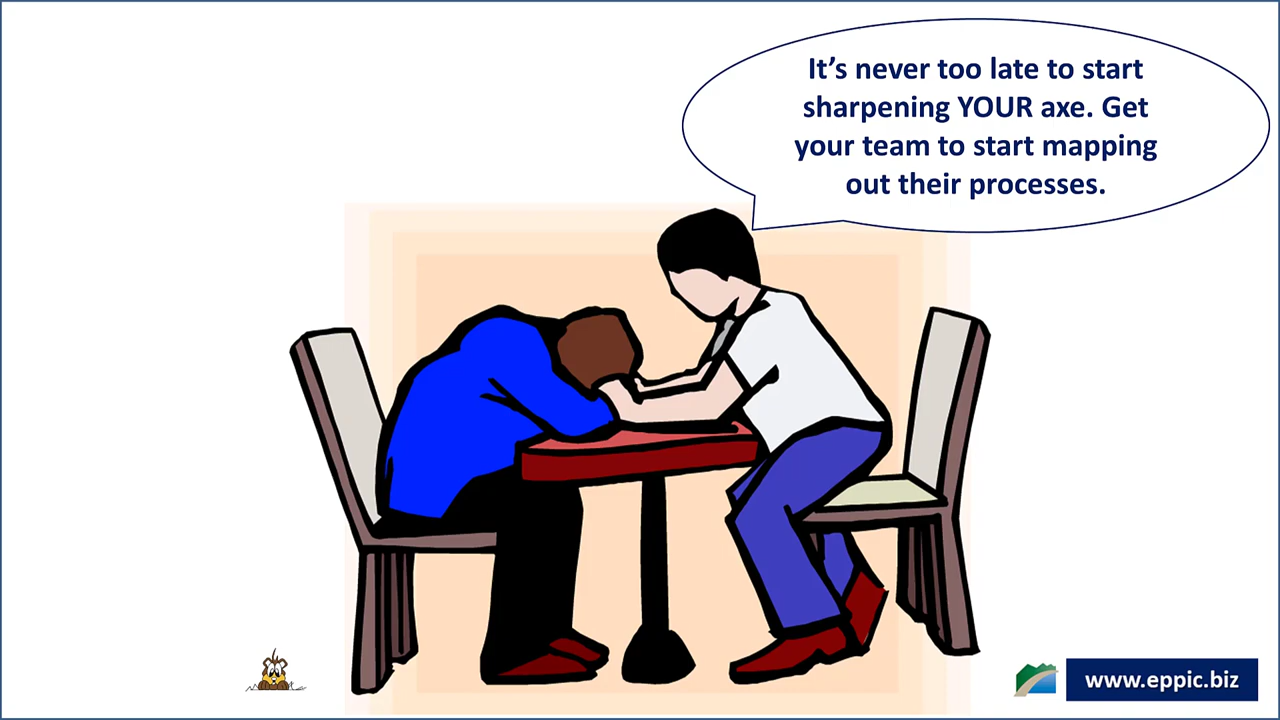 It’s never too late to start
sharpening YOUR axe. Get
your team to start mapping
out their processes.
www.eppic.biz